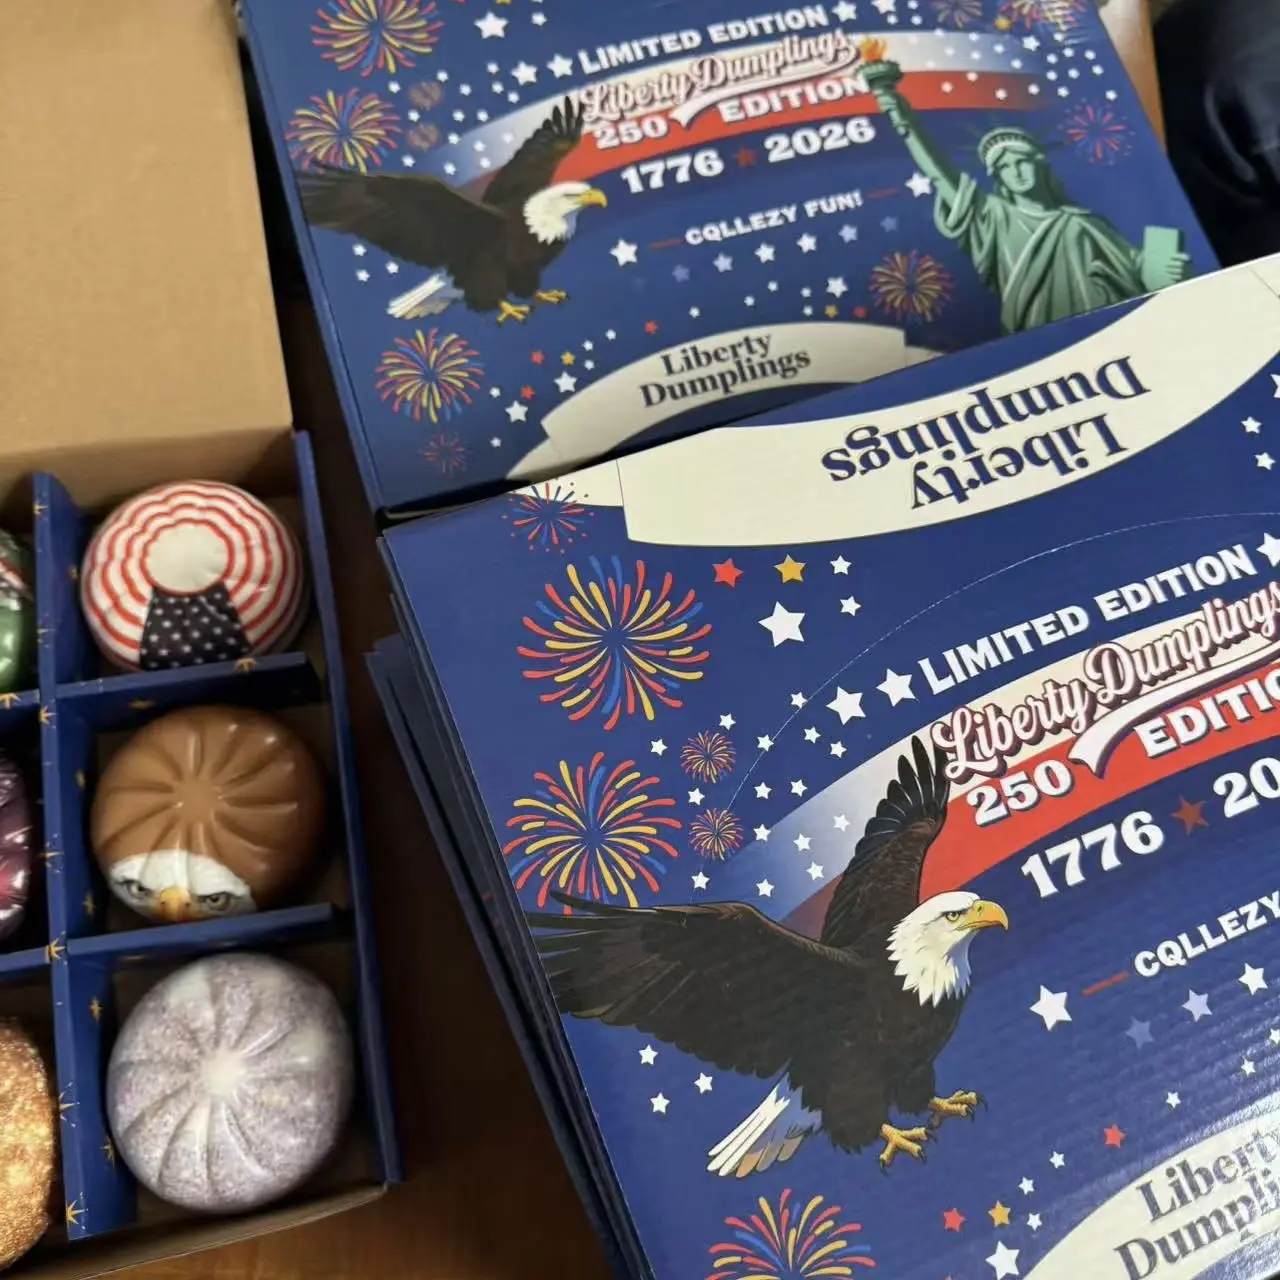 LIMITED EDITION
Liberty Dumplings
250 EDITION
1776 2026
CQLLEZY FUN!
Liberty
Dumplings
Liberty
Dumplings
LIMITED EDITION
Liberty Dumplings
250 EDITIO
1776 20
CQLLEZY
Liberty
Dumpli